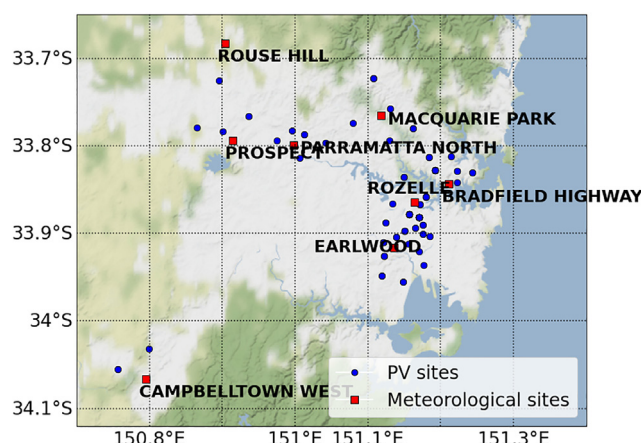 33.7°S
ROUSE HILL
MACQUARIE PARK
33.8°S
PROSPECT
PARRAMATTA NORTH
ROZELLE
BRADFIELD HIGHWAY
33.9°S
EARLWOOD
34°S
PV sites
CAMPBELLTOWN WEST
Meteorological sites
34.1°S
150.8°E
151°E
151.1°E
151.3°E